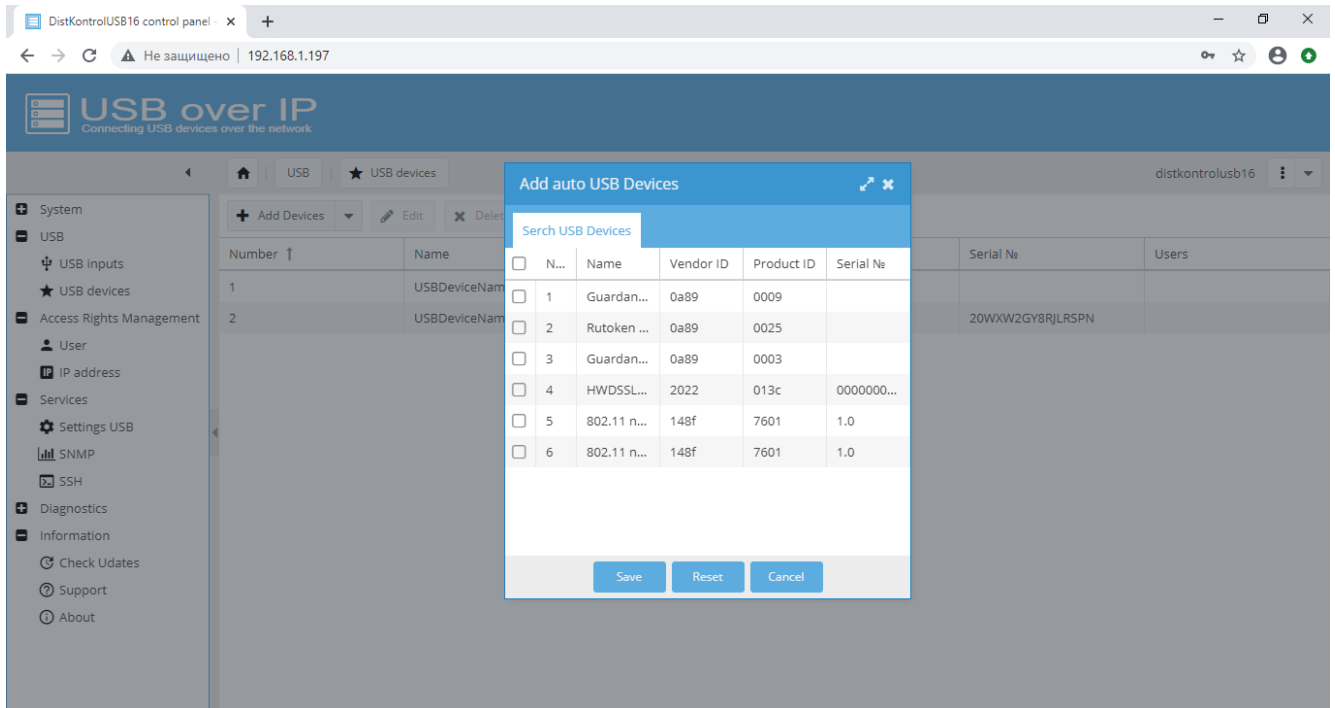 DistKontrolUSB16 control panel -
Не защищено | 192.168.1.197
USB over IP
Connecting USB devices over the network
USB
USB devices
distkontrolusb16
System
USB
USB inputs
USB devices
Access Rights Management
User
IP address
Services
Settings USB
SNMP
SSH
Diagnostics
Information
Check Udates
Support
About
Add Devices
Edit
Delet
Number Name Serial № Users
1 USBDeviceNam
2 USBDeviceNam 20WXW2GY8RJLRSPN
Add auto USB Devices
Serch USB Devices
N... Name Vendor ID Product ID Serial №
1 Guardan... 0a89 0009
2 Rutoken ... 0a89 0025
3 Guardan... 0a89 0003
4 HWDSSL... 2022 013c 0000000...
5 802.11 n... 148f 7601 1.0
6 802.11 n... 148f 7601 1.0
Save Reset Cancel